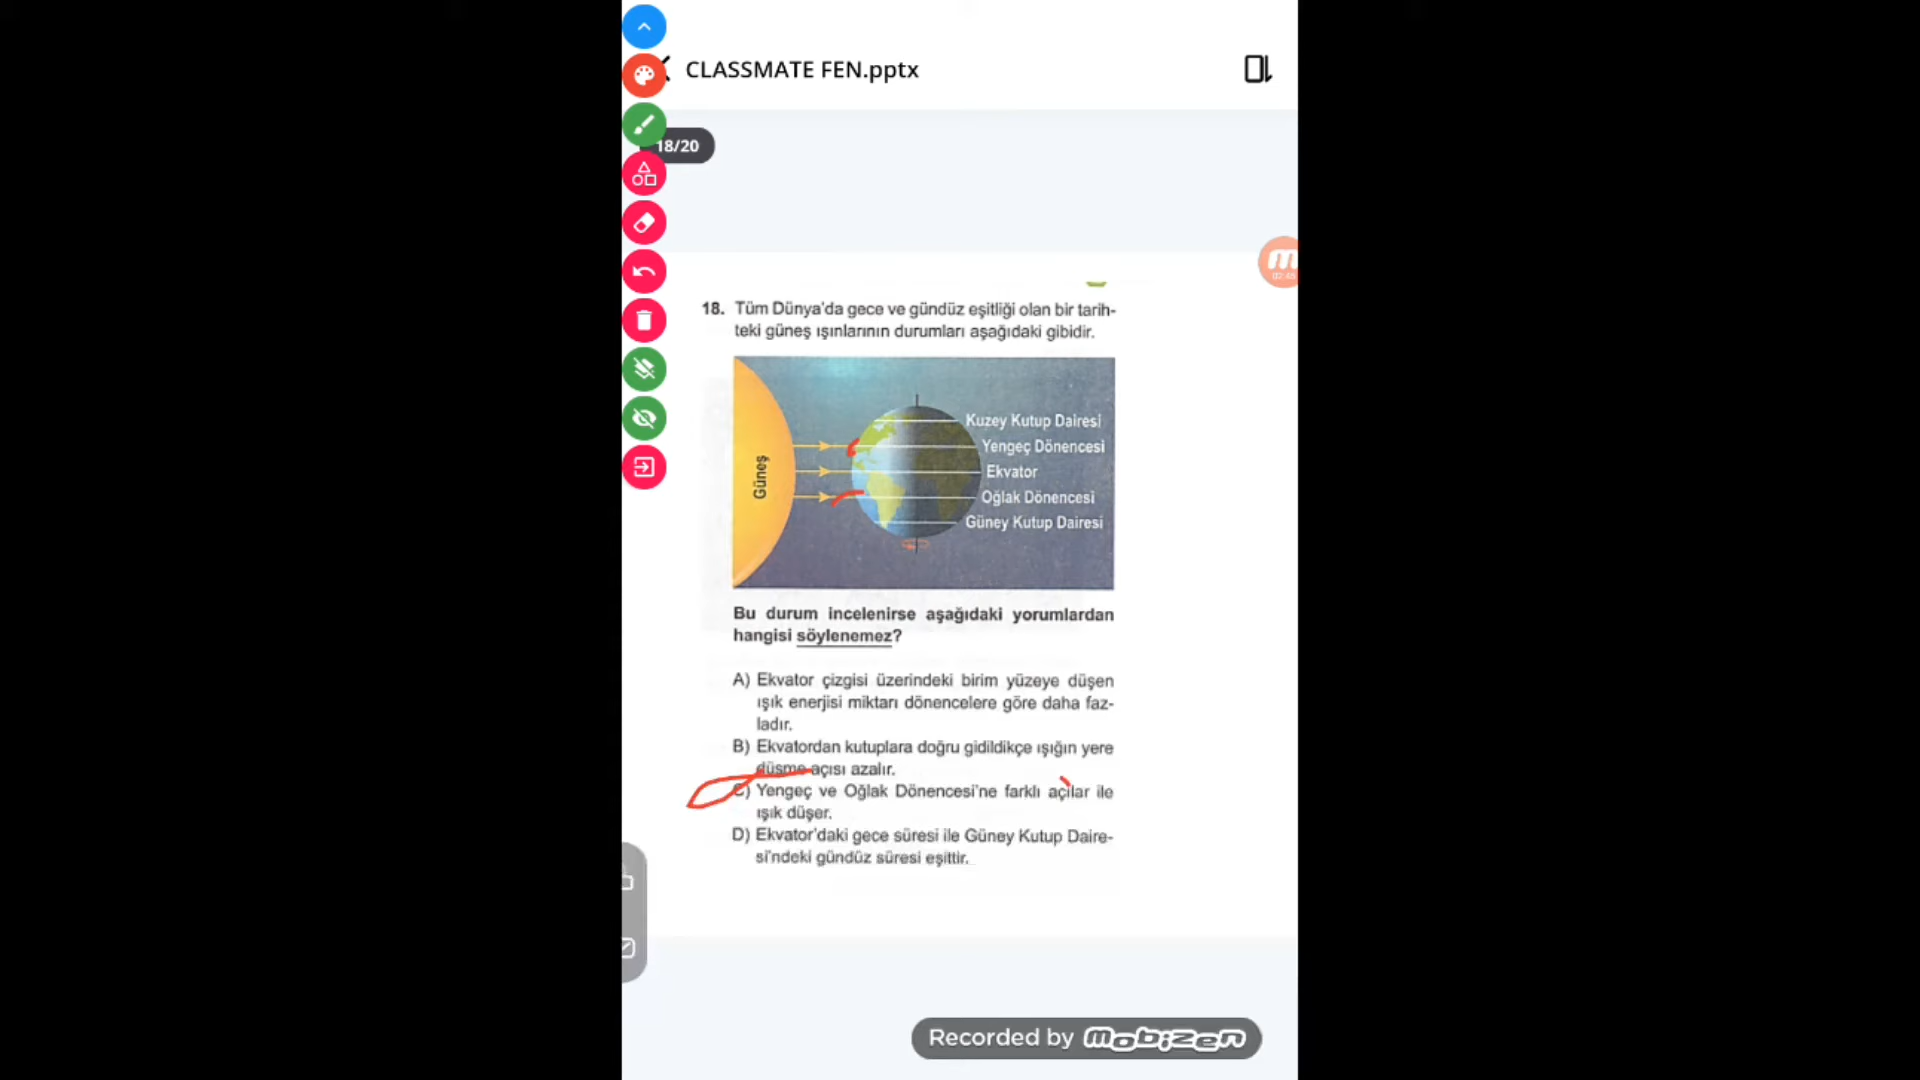 CLASSMATE FEN.pptx
18/20
02:45
18. Tüm Dünya'da gece ve gündüz eşitliği olan bir tarih-
teki güneş ışınlarının durumları aşağıdaki gibidir.
Güneş
Kuzey Kutup Dairesi
Yengeç Dönencesi
Ekvator
Oğlak Dönencesi
Güney Kutup Dairesi
Bu durum incelenirse aşağıdaki yorumlardan
hangisi söylenemez?
A) Ekvator çizgisi üzerindeki birim yüzeye düşen
ışık enerjisi miktarı dönencelere göre daha faz-
ladır.
B) Ekvatordan kutuplara doğru gidildikçe ışığın yere
düşme açısı azalır.
C) Yengeç ve Oğlak Dönencesi'ne farklı açılar ile
ışık düşer.
D) Ekvator'daki gece süresi ile Güney Kutup Daire-
si'ndeki gündüz süresi eşittir.
Recorded by mobizen